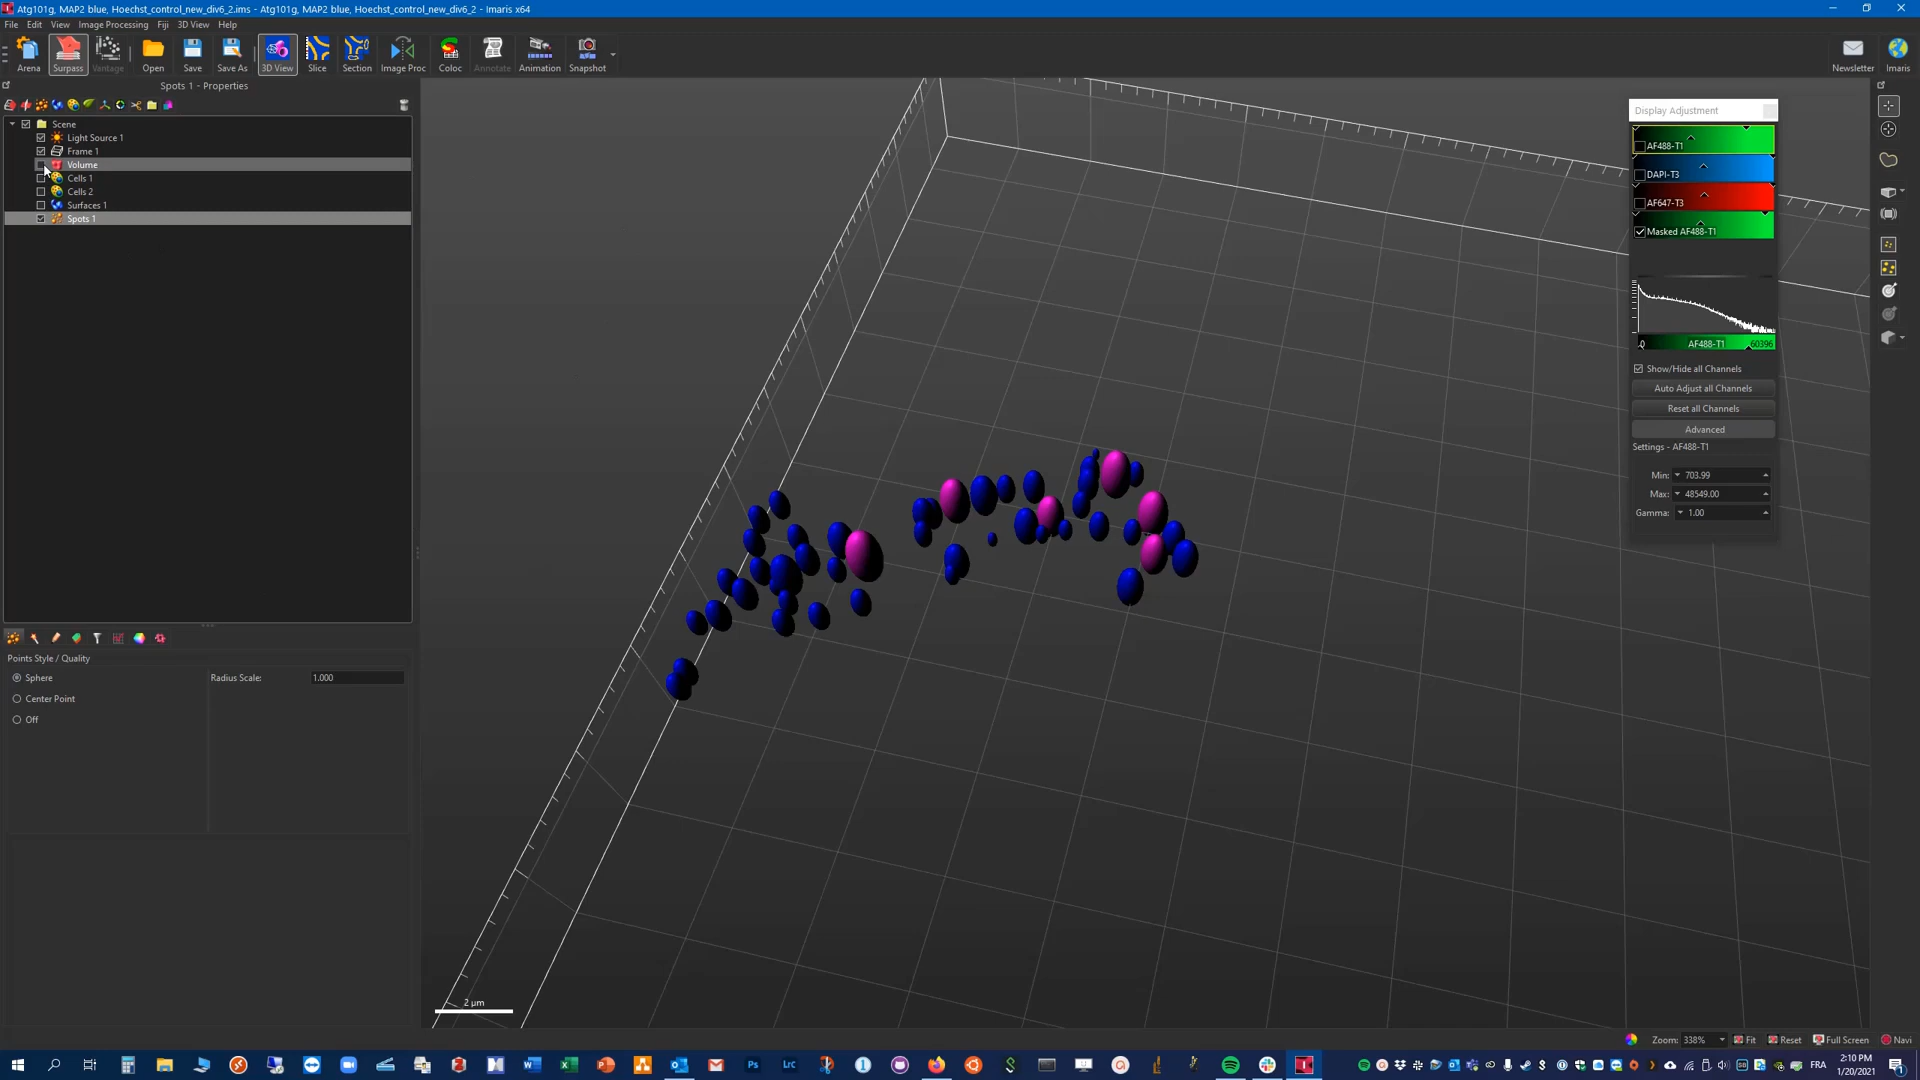 Atg101g, MAP2 blue, Hoechst_control_new_div6_2.ims - Atg101g, MAP2 blue, Hoechst_control_new_div6_2 - Imaris x64
File Edit View Image Processing Fiji 3D View Help
Arena Surpass Vantage Open Save Save As 3D View Slice Section Image Proc Coloc Annotate Animation Snapshot Newsletter Imaris
Spots 1 - Properties
Scene
Light Source 1
Frame 1
Volume
Cells 1
Cells 2
Surfaces 1
Spots 1
Points Style / Quality
Sphere
Radius Scale: 1.000
Center Point
Off
2 µm
Display Adjustment
AF488-T1
DAPI-T3
AF647-T3
Masked AF488-T1
0 AF488-T1 60396
Show/Hide all Channels
Auto Adjust all Channels
Reset all Channels
Advanced
Settings - AF488-T1
Min: 703.99
Max: 48549.00
Gamma: 1.00
Zoom: 338% Fit Reset Full Screen Navi
FRA
2:10 PM
1/20/2021